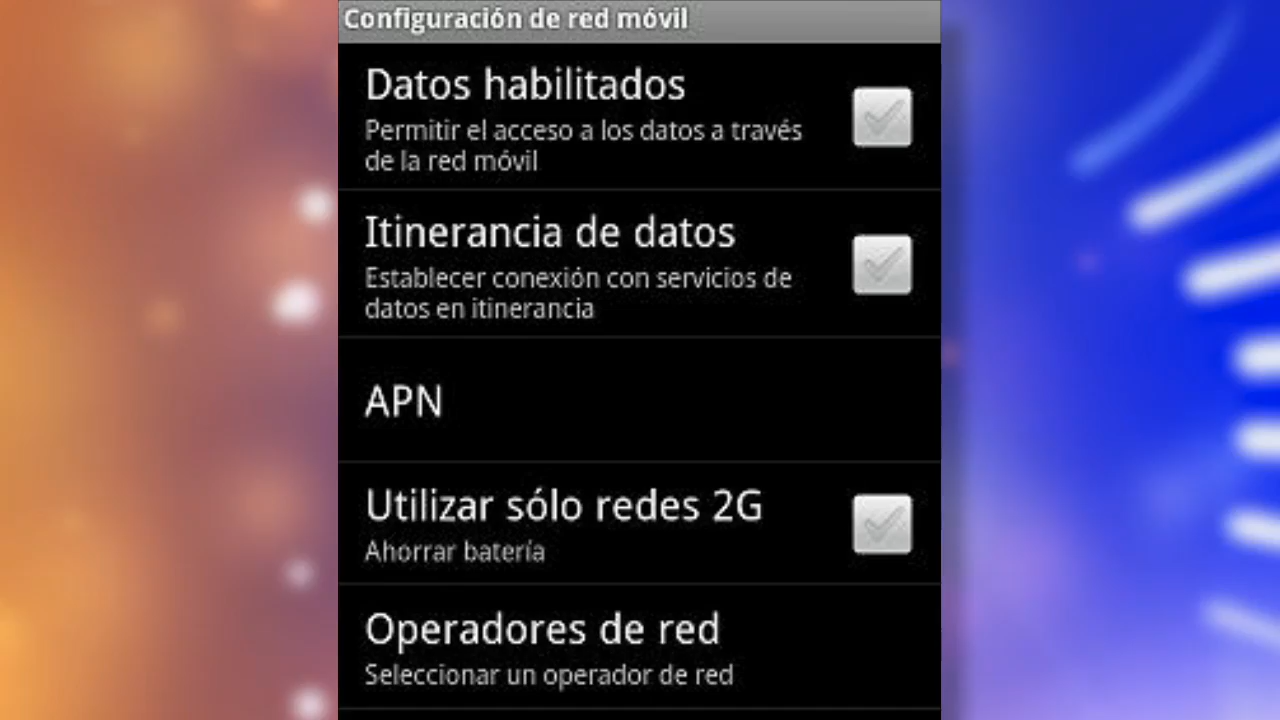 Configuración de red móvil
Datos habilitados
Permitir el acceso a los datos a través
de la red móvil
Itinerancia de datos
Establecer conexión con servicios de
datos en itinerancia
APN
Utilizar sólo redes 2G
Ahorrar batería
Operadores de red
Seleccionar un operador de red